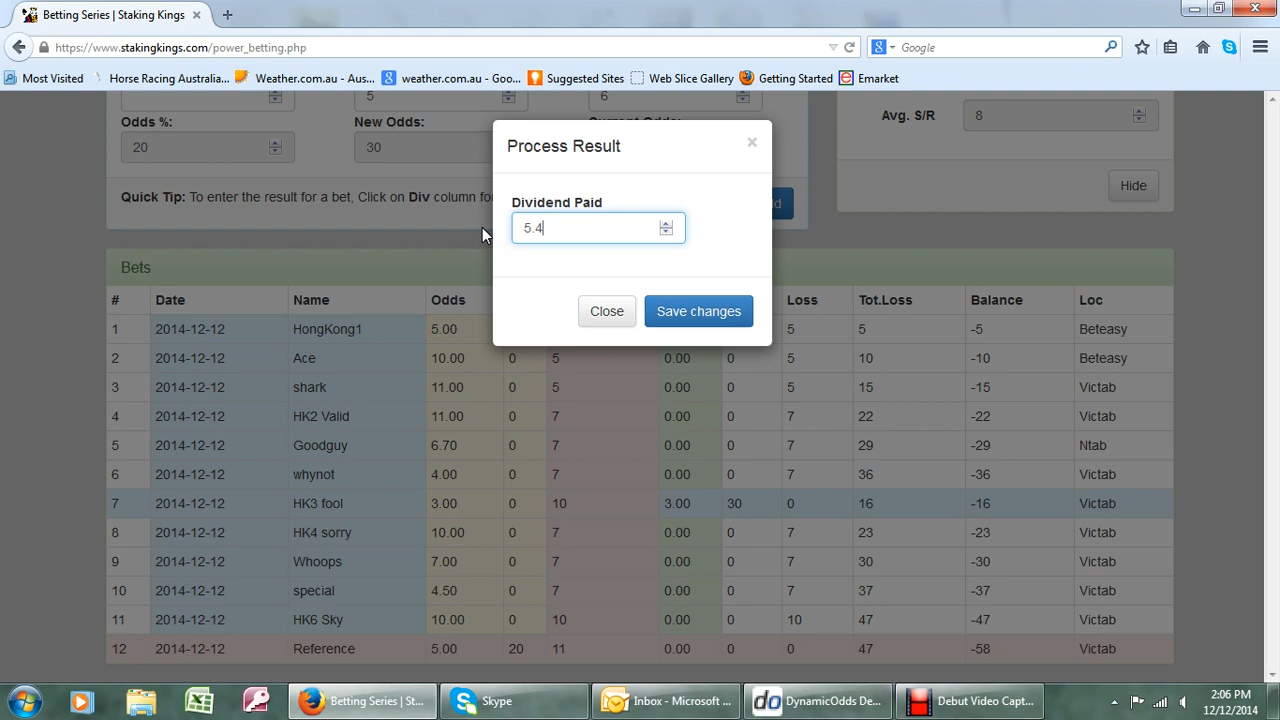 Betting Series | Staking Kings ×
https://www.stakingkings.com/power_betting.php
Google
Most Visited Horse Racing Australia... Weather.com.au - Aus... weather.com.au - Goo... Suggested Sites Web Slice Gallery Getting Started Emarket
5 6
Odds %: New Odds:
20 30
Avg. S/R 8
Hide
Quick Tip: To enter the result for a bet, Click on Div column fo
Process Result ×
Dividend Paid
5.4
Close Save changes
Bets
# Date Name Odds Loss Tot.Loss Balance Loc
1 2014-12-12 HongKong1 5.00 5 5 -5 Beteasy
2 2014-12-12 Ace 10.00 0 5 0.00 0 5 10 -10 Beteasy
3 2014-12-12 shark 11.00 0 5 0.00 0 5 15 -15 Victab
4 2014-12-12 HK2 Valid 11.00 0 7 0.00 0 7 22 -22 Victab
5 2014-12-12 Goodguy 6.70 0 7 0.00 0 7 29 -29 Ntab
6 2014-12-12 whynot 4.00 0 7 0.00 0 7 36 -36 Victab
7 2014-12-12 HK3 fool 3.00 0 10 3.00 30 0 16 -16 Victab
8 2014-12-12 HK4 sorry 10.00 0 7 0.00 0 7 23 -23 Victab
9 2014-12-12 Whoops 7.00 0 7 0.00 0 7 30 -30 Victab
10 2014-12-12 special 4.50 0 7 0.00 0 7 37 -37 Victab
11 2014-12-12 HK6 Sky 10.00 0 10 0.00 0 10 47 -47 Victab
12 2014-12-12 Reference 5.00 20 11 0.00 0 0 47 -58 Victab
Betting Series | St... Skype Inbox - Microsoft ... DynamicOdds De... Debut Video Capt...
2:06 PM
12/12/2014